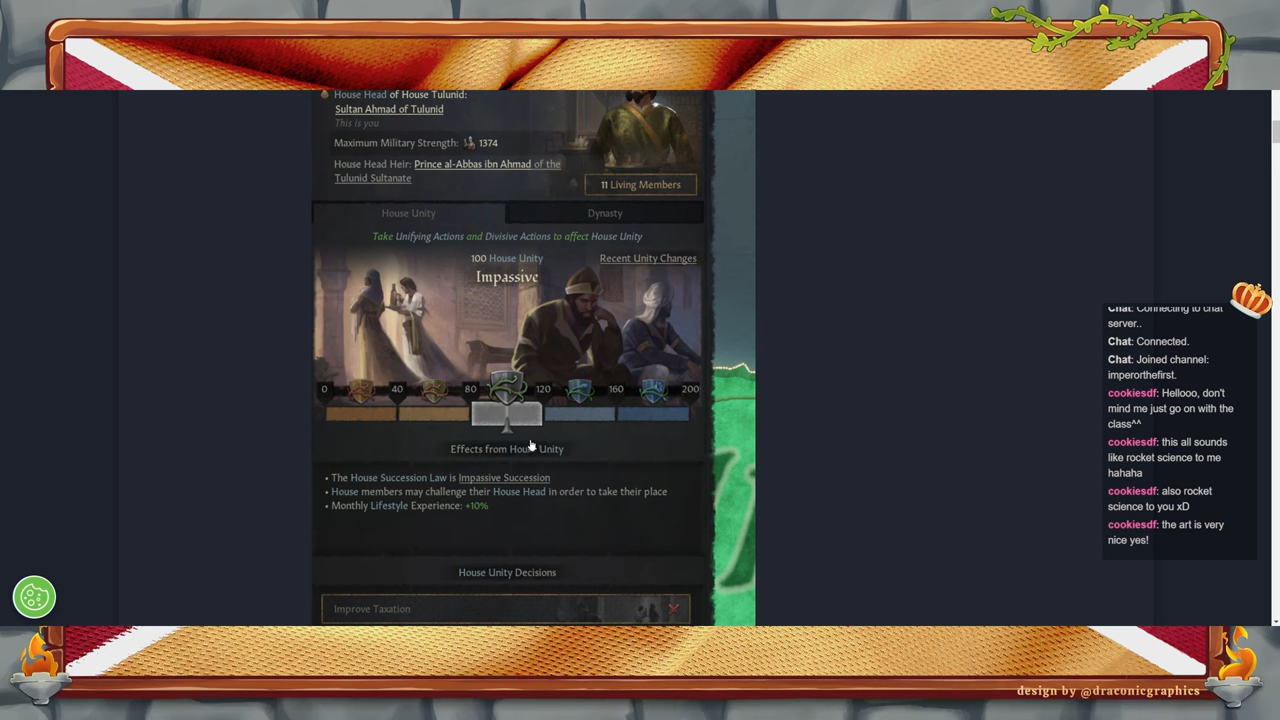 House Head of House Tulunid:
Sultan Ahmad of Tulunid
This is you
Maximum Military Strength: 1374
House Head Heir: Prince al-Abbas ibn Ahmad of the
Tulunid Sultanate
11 Living Members
House Unity
Dynasty
Take Unifying Actions and Divisive Actions to affect House Unity
100 House Unity
Recent Unity Changes
Impassive
0 40 80 120 160 200
Effects from House Unity
• The House Succession Law is Impassive Succession
• House members may challenge their House Head in order to take their place
• Monthly Lifestyle Experience: +10%
House Unity Decisions
Improve Taxation
Chat: Connecting to chat
server..
Chat: Connected.
Chat: Joined channel:
imperorthefirst.
cookiesdf: Hellooo, don't
mind me just go on with the
class^^
cookiesdf: this all sounds
like rocket science to me
hahaha
cookiesdf: also rocket
science to you xD
cookiesdf: the art is very
nice yes!
design by @draconicgraphics